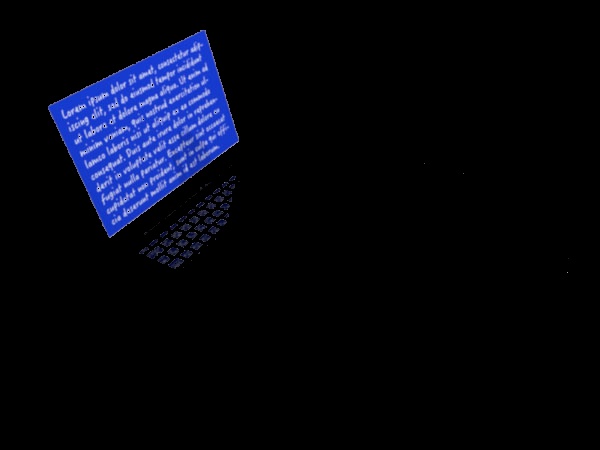 Lorem ipsum dolor sit amet, consectetur adip-
iscing elit, sed do eiusmod tempor incididunt
ut labore et dolore magna aliqua. Ut enim ad
minim veniam, quis nostrud exercitation ul-
lamco laboris nisi ut aliquip ex ea commodo
consequat. Duis aute irure dolor in reprehen-
derit in voluptate velit esse cillum dolore eu
fugiat nulla pariatur. Excepteur sint occaecat
cupidatat non proident, sunt in culpa qui offi-
cia deserunt mollit anim id est laborum.